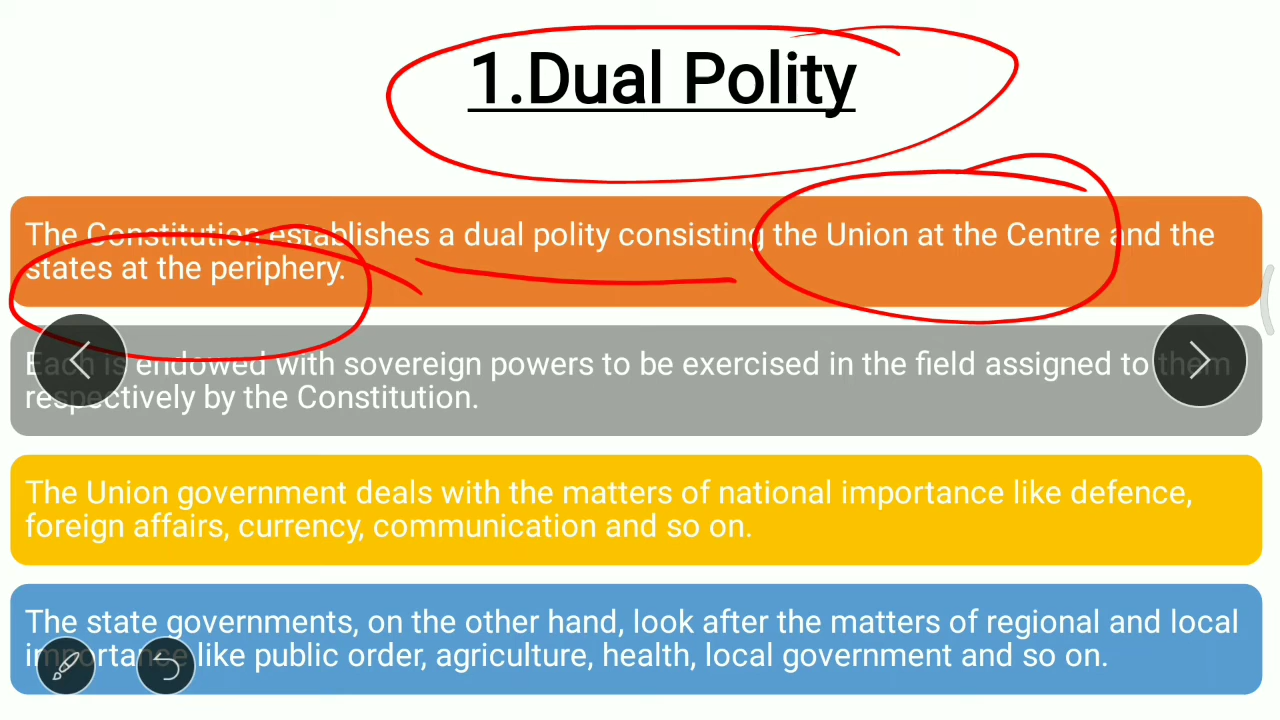 1.Dual Polity
The Constitution establishes a dual polity consisting the Union at the Centre and the
states at the periphery.
Each is endowed with sovereign powers to be exercised in the field assigned to them
respectively by the Constitution.
The Union government deals with the matters of national importance like defence,
foreign affairs, currency, communication and so on.
The state governments, on the other hand, look after the matters of regional and local
importance like public order, agriculture, health, local government and so on.